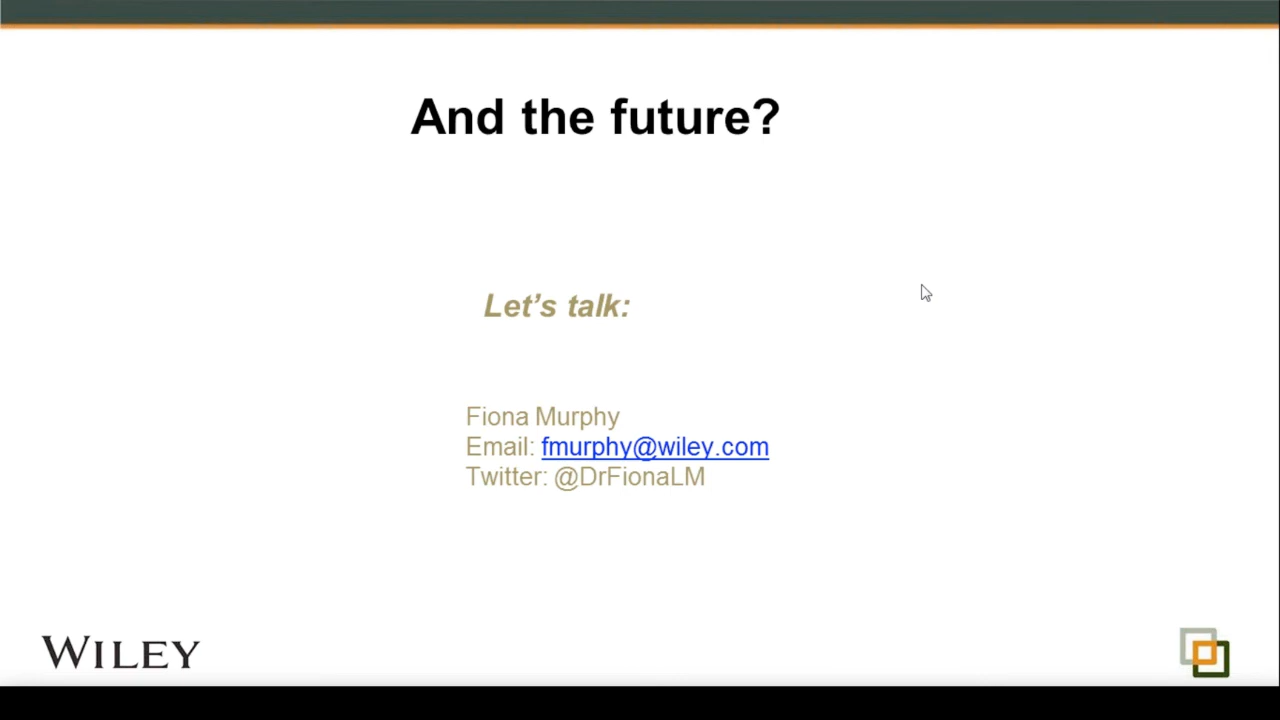 And the future?
Let's talk:
Fiona Murphy
Email: fmurphy@wiley.com
Twitter: @DrFionaLM
WILEY